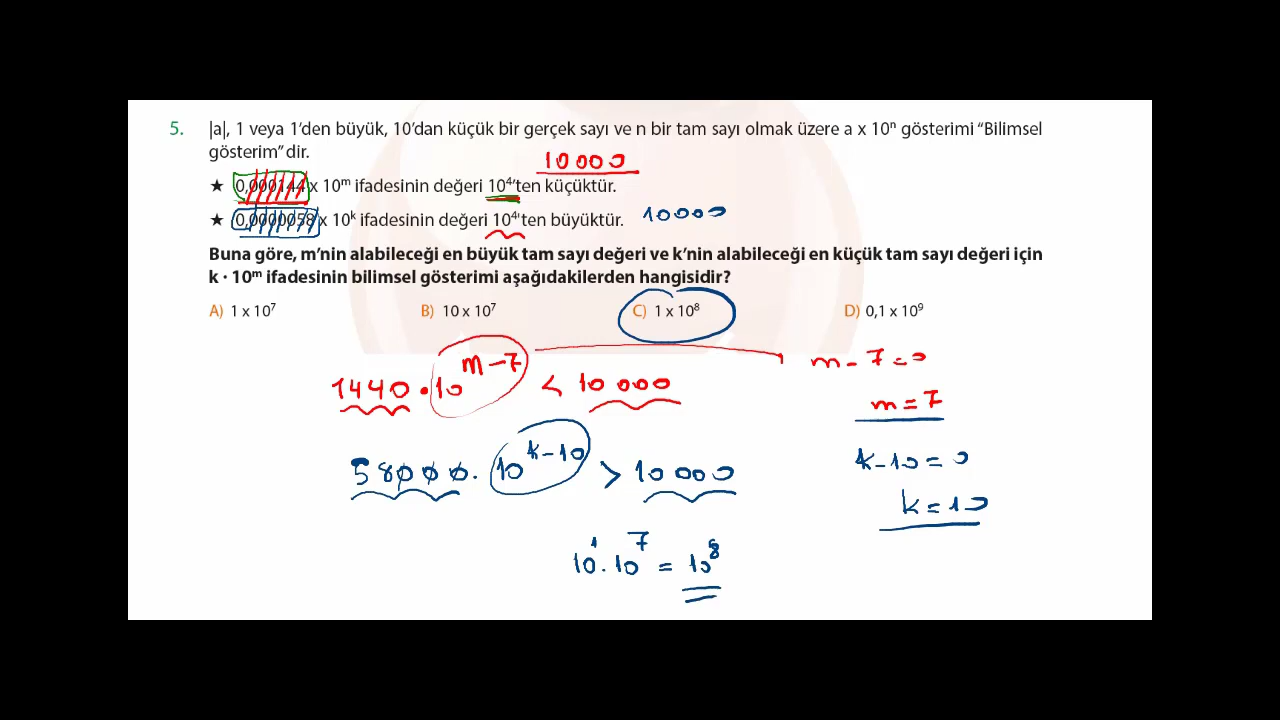 5. |a|, 1 veya 1'den büyük, 10'dan küçük bir gerçek sayı ve n bir tam sayı olmak üzere a x 10ⁿ gösterimi “Bilimsel
gösterim” dir.
10 000
★ 0,000144 x 10ᵐ ifadesinin değeri 10⁴'ten küçüktür.
★ 0,0000058 x 10ᵏ ifadesinin değeri 10⁴'ten büyüktür. 10000
Buna göre, m'nin alabileceği en büyük tam sayı değeri ve k'nin alabileceği en küçük tam sayı değeri için
k · 10ᵐ ifadesinin bilimsel gösterimi aşağıdakilerden hangisidir?
A) 1 x 10⁷ B) 10 x 10⁷ C) 1 x 10⁸ D) 0,1 x 10⁹
1440 · 10ᵐ⁻⁷ < 10 000
m - 7 = 0
m = 7
58000 · 10ᵏ⁻¹⁰ > 10 000
k - 10 = 0
k = 10
10¹ · 10⁷ = 10⁸